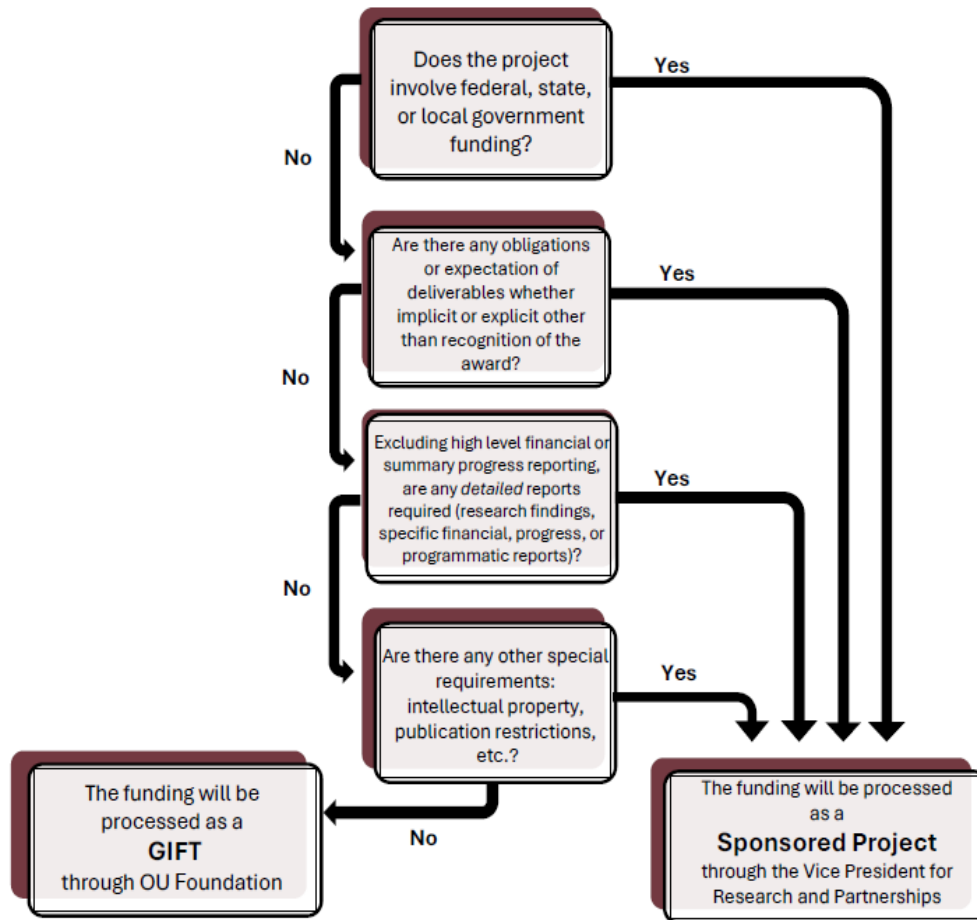 Does the project
involve federal, state,
or local government
funding?
Yes
No
Are there any obligations
or expectation of
deliverables whether
implicit or explicit other
than recognition of the
award?
Yes
No
Excluding high level financial or
summary progress reporting,
are any detailed reports
required (research findings,
specific financial, progress, or
programmatic reports)?
Yes
No
Are there any other special
requirements:
intellectual property,
publication restrictions,
etc.?
Yes
No
The funding will be
processed as a
GIFT
through OU Foundation
The funding will be processed
as a
Sponsored Project
through the Vice President for
Research and Partnerships